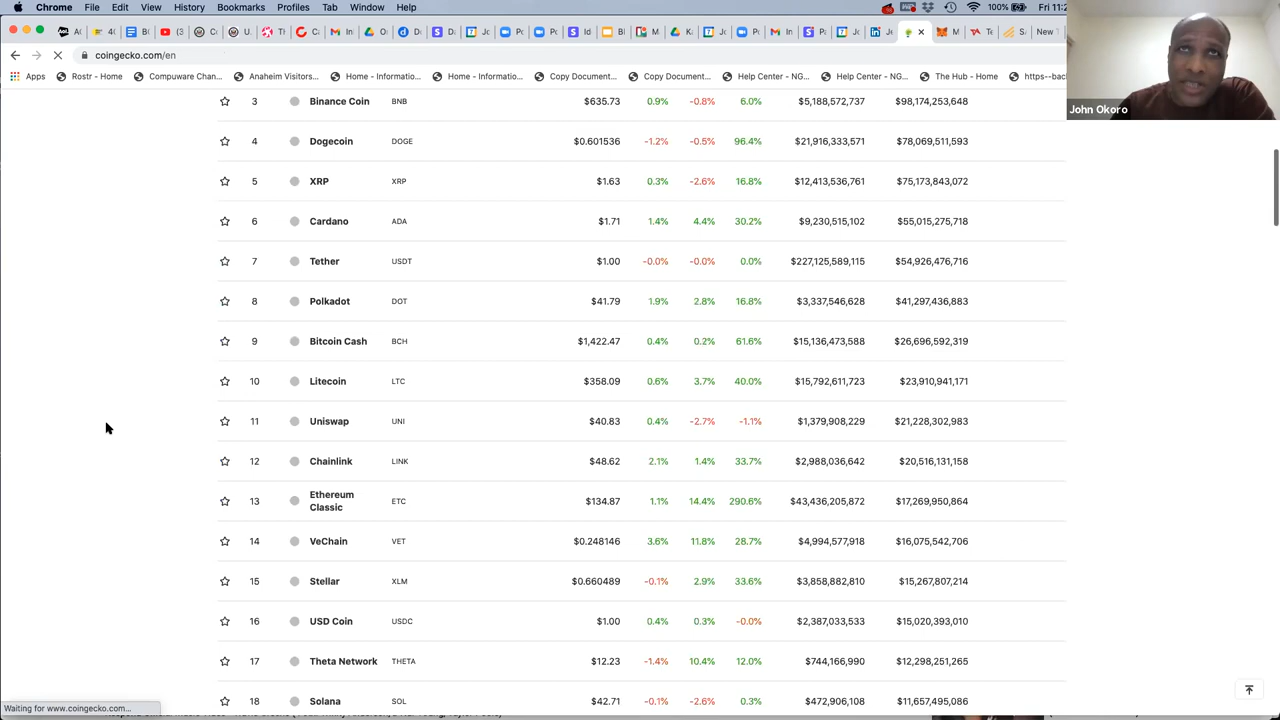 Chrome File Edit View History Bookmarks Profiles Tab Window Help 100% Fri 11:2
coingecko.com/en
Apps Rostr - Home Compuware Chan... Anaheim Visitors... Home - Informatio... Home - Informatio... Copy Document... Copy Document... Help Center - NG... Help Center - NG... The Hub - Home https--back
John Okoro
3 Binance Coin BNB $635.73 0.9% -0.8% 6.0% $5,188,572,737 $98,174,253,648
4 Dogecoin DOGE $0.601536 -1.2% -0.5% 96.4% $21,916,333,571 $78,069,511,593
5 XRP XRP $1.63 0.3% -2.6% 16.8% $12,413,536,761 $75,173,843,072
6 Cardano ADA $1.71 1.4% 4.4% 30.2% $9,230,515,102 $55,015,275,718
7 Tether USDT $1.00 -0.0% -0.0% 0.0% $227,125,589,115 $54,926,476,716
8 Polkadot DOT $41.79 1.9% 2.8% 16.8% $3,337,546,628 $41,297,436,883
9 Bitcoin Cash BCH $1,422.47 0.4% 0.2% 61.6% $15,136,473,588 $26,696,592,319
10 Litecoin LTC $358.09 0.6% 3.7% 40.0% $15,792,611,723 $23,910,941,171
11 Uniswap UNI $40.83 0.4% -2.7% -1.1% $1,379,908,229 $21,228,302,983
12 Chainlink LINK $48.62 2.1% 1.4% 33.7% $2,988,036,642 $20,516,131,158
13 Ethereum Classic ETC $134.87 1.1% 14.4% 290.6% $43,436,205,872 $17,269,950,864
14 VeChain VET $0.248146 3.6% 11.8% 28.7% $4,994,577,918 $16,075,542,706
15 Stellar XLM $0.660489 -0.1% 2.9% 33.6% $3,858,882,810 $15,267,807,214
16 USD Coin USDC $1.00 0.4% 0.3% -0.0% $2,387,033,533 $15,020,393,010
17 Theta Network THETA $12.23 -1.4% 10.4% 12.0% $744,166,990 $12,298,251,265
18 Solana SOL $42.71 -0.1% -2.6% 0.3% $472,906,108 $11,657,495,086
Waiting for www.coingecko.com...